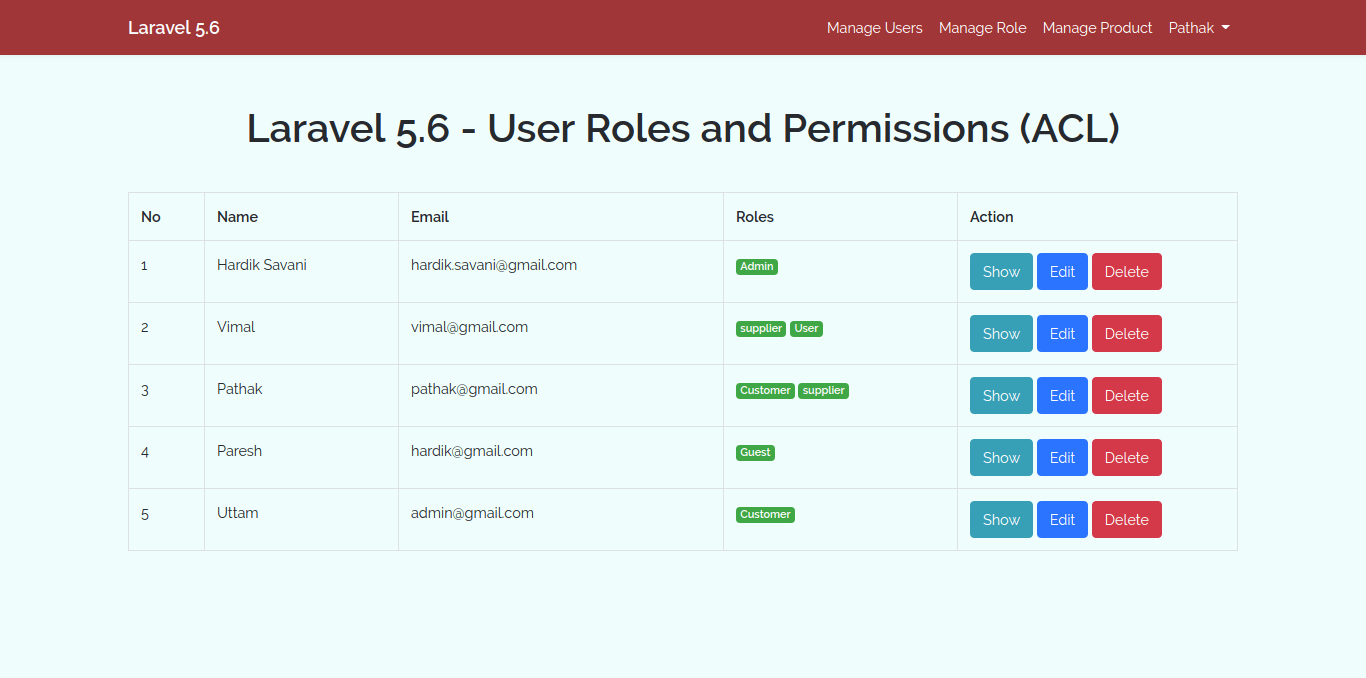 Laravel 5.6 Manage Users Manage Role Manage Product Pathak
Laravel 5.6 - User Roles and Permissions (ACL)
No Name Email Roles Action
1 Hardik Savani hardik.savani@gmail.com Admin Show Edit Delete
2 Vimal vimal@gmail.com supplier User Show Edit Delete
3 Pathak pathak@gmail.com Customer supplier Show Edit Delete
4 Paresh hardik@gmail.com Guest Show Edit Delete
5 Uttam admin@gmail.com Customer Show Edit Delete